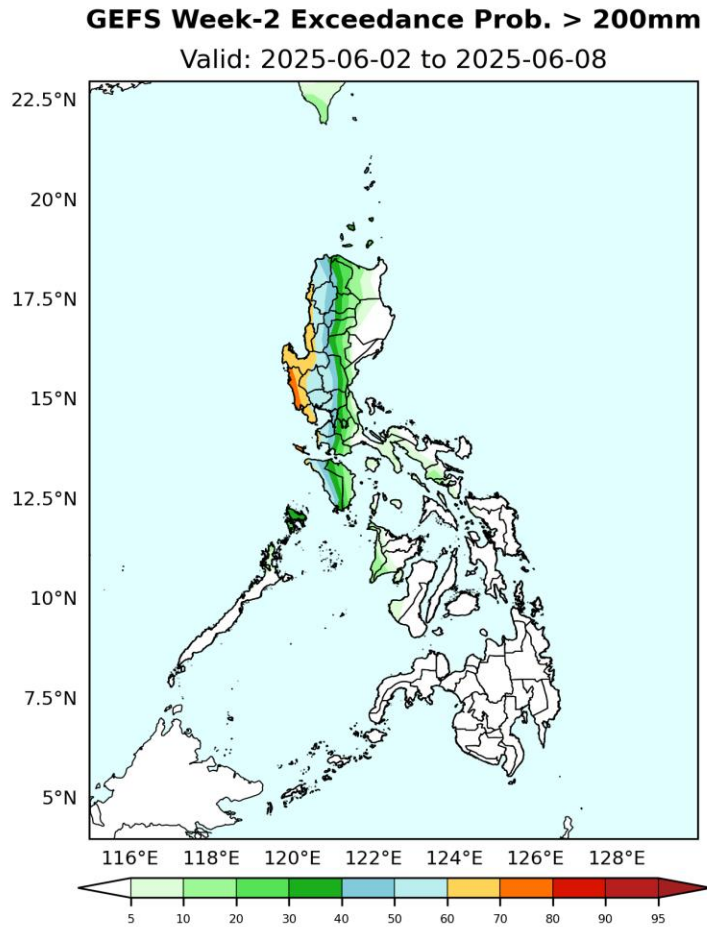 GEFS Week-2 Exceedance Prob. > 200mm
Valid: 2025-06-02 to 2025-06-08
22.5°N
20°N
17.5°N
15°N
12.5°N
10°N
7.5°N
5°N
116°E 118°E 120°E 122°E 124°E 126°E 128°E
5 10 20 30 40 50 60 70 80 90 95